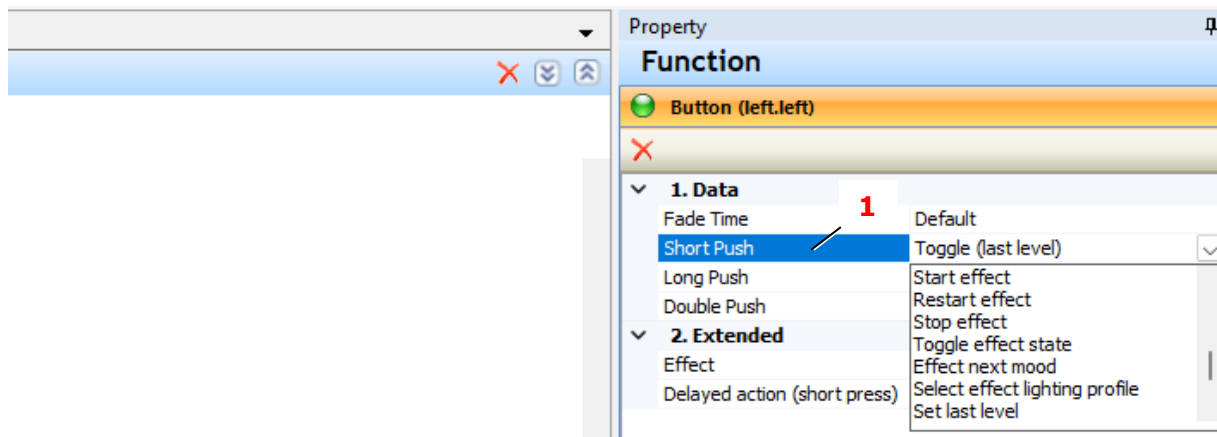 Property
Function
Button (left.left)
1. Data
1
Fade Time Default
Short Push Toggle (last level)
Long Push Start effect
Restart effect
Double Push
Stop effect
2. Extended
Toggle effect state
Effect Effect next mood
Delayed action (short press) Select effect lighting profile
Set last level